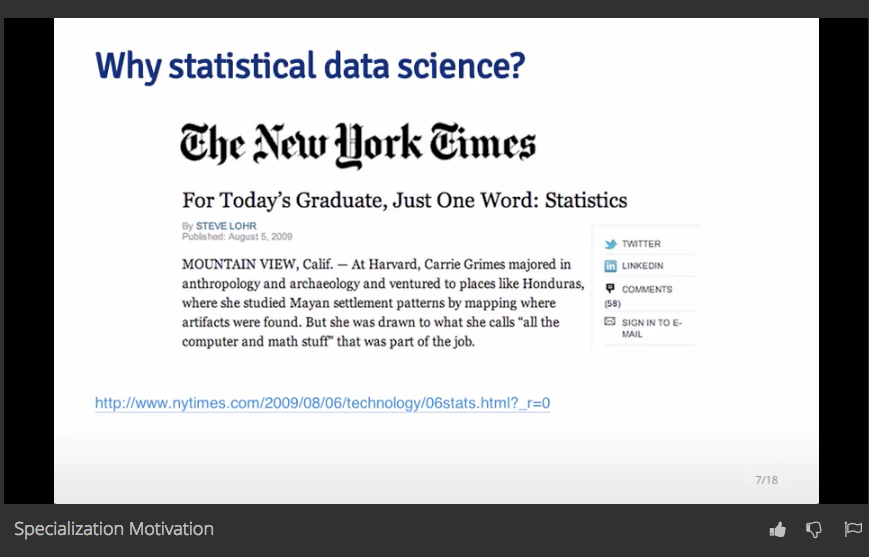 Why statistical data science?
The New York Times
For Today's Graduate, Just One Word: Statistics
By STEVE LOHR
Published: August 5, 2009
MOUNTAIN VIEW, Calif. — At Harvard, Carrie Grimes majored in
anthropology and archaeology and ventured to places like Honduras,
where she studied Mayan settlement patterns by mapping where
artifacts were found. But she was drawn to what she calls “all the
computer and math stuff” that was part of the job.
TWITTER
LINKEDIN
COMMENTS
(58)
SIGN IN TO E-
MAIL
http://www.nytimes.com/2009/08/06/technology/06stats.html?_r=0
7/18
Specialization Motivation